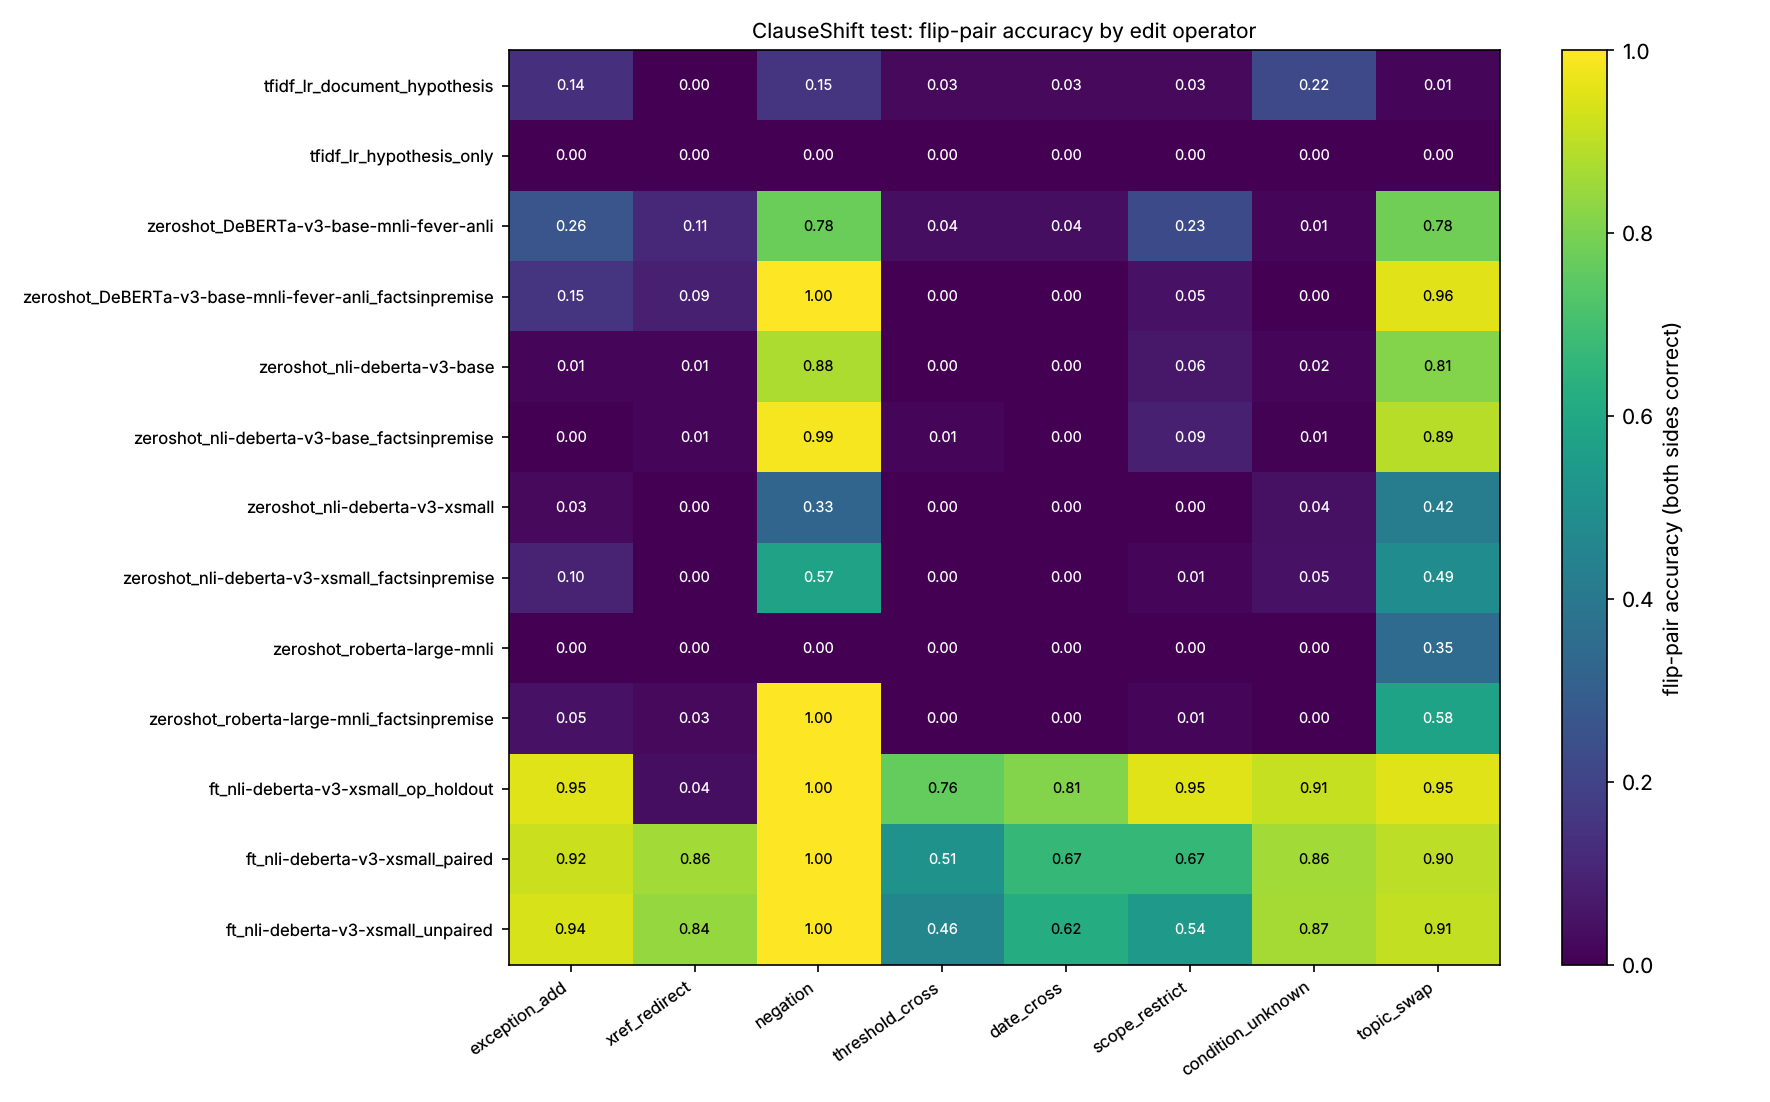 ClauseShift test: flip-pair accuracy by edit operator
tfidf_lr_document_hypothesis 0.14 0.00 0.15 0.03 0.03 0.03 0.22 0.01
tfidf_lr_hypothesis_only 0.00 0.00 0.00 0.00 0.00 0.00 0.00 0.00
zeroshot_DeBERTa-v3-base-mnli-fever-anli 0.26 0.11 0.78 0.04 0.04 0.23 0.01 0.78
zeroshot_DeBERTa-v3-base-mnli-fever-anli_factsinpremise 0.15 0.09 1.00 0.00 0.00 0.05 0.00 0.96
zeroshot_nli-deberta-v3-base 0.01 0.01 0.88 0.00 0.00 0.06 0.02 0.81
zeroshot_nli-deberta-v3-base_factsinpremise 0.00 0.01 0.99 0.01 0.00 0.09 0.01 0.89
zeroshot_nli-deberta-v3-xsmall 0.03 0.00 0.33 0.00 0.00 0.00 0.04 0.42
zeroshot_nli-deberta-v3-xsmall_factsinpremise 0.10 0.00 0.57 0.00 0.00 0.01 0.05 0.49
zeroshot_roberta-large-mnli 0.00 0.00 0.00 0.00 0.00 0.00 0.00 0.35
zeroshot_roberta-large-mnli_factsinpremise 0.05 0.03 1.00 0.00 0.00 0.01 0.00 0.58
ft_nli-deberta-v3-xsmall_op_holdout 0.95 0.04 1.00 0.76 0.81 0.95 0.91 0.95
ft_nli-deberta-v3-xsmall_paired 0.92 0.86 1.00 0.51 0.67 0.67 0.86 0.90
ft_nli-deberta-v3-xsmall_unpaired 0.94 0.84 1.00 0.46 0.62 0.54 0.87 0.91
exception_add
xref_redirect
negation
threshold_cross
date_cross
scope_restrict
condition_unknown
topic_swap
1.0
0.8
0.6
0.4
0.2
0.0
flip-pair accuracy (both sides correct)